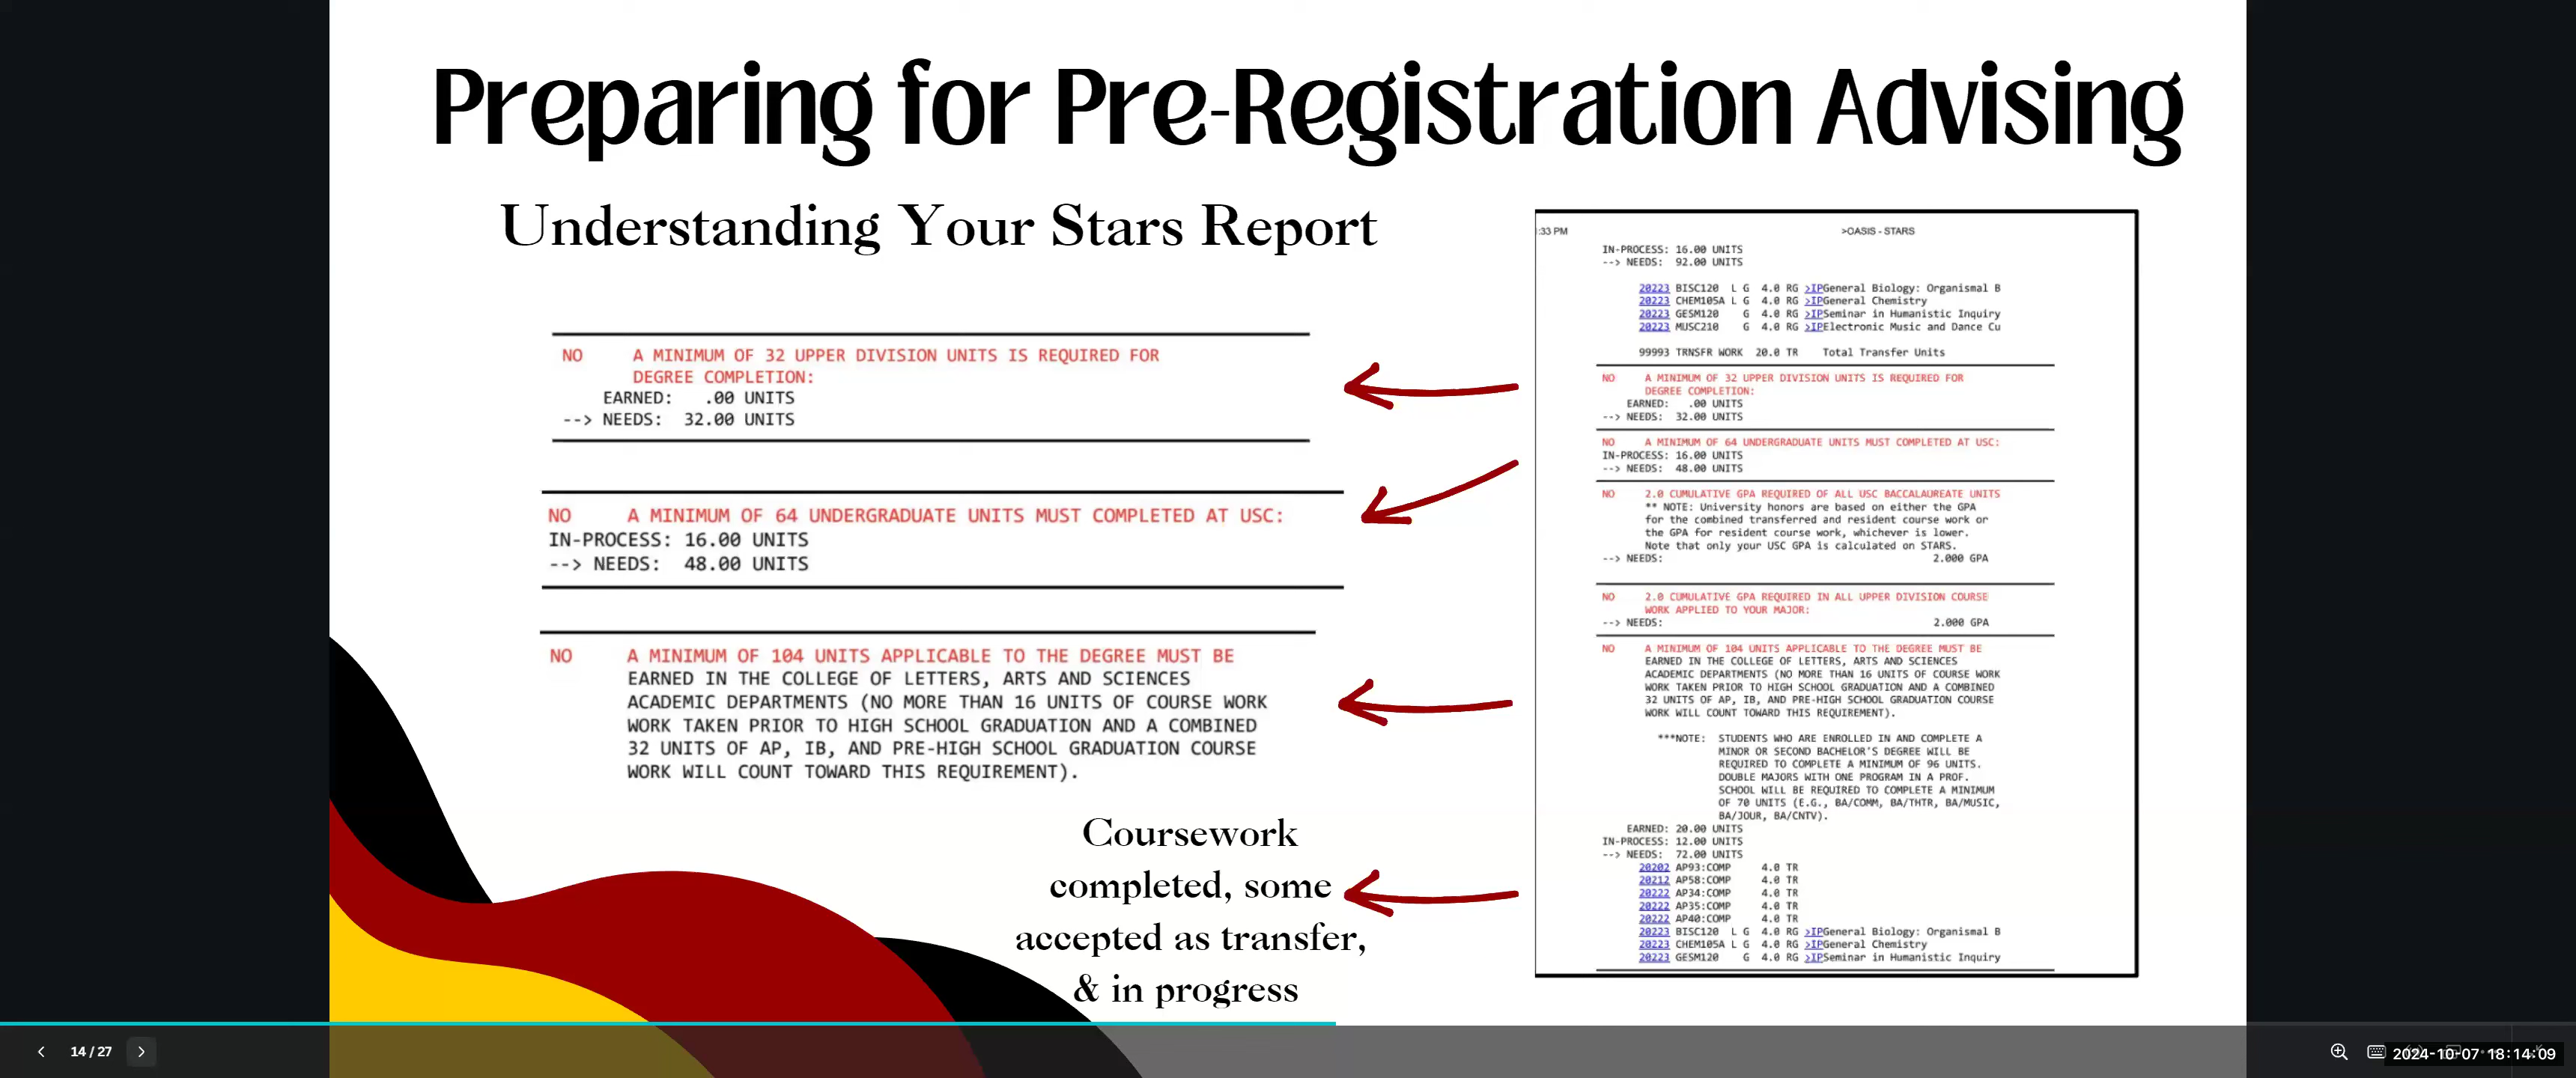 Preparing for Pre-Registration Advising
Understanding Your Stars Report
NO A MINIMUM OF 32 UPPER DIVISION UNITS IS REQUIRED FOR
DEGREE COMPLETION:
EARNED: .00 UNITS
--> NEEDS: 32.00 UNITS
NO A MINIMUM OF 64 UNDERGRADUATE UNITS MUST COMPLETED AT USC:
IN-PROCESS: 16.00 UNITS
--> NEEDS: 48.00 UNITS
NO A MINIMUM OF 104 UNITS APPLICABLE TO THE DEGREE MUST BE
EARNED IN THE COLLEGE OF LETTERS, ARTS AND SCIENCES
ACADEMIC DEPARTMENTS (NO MORE THAN 16 UNITS OF COURSE WORK
WORK TAKEN PRIOR TO HIGH SCHOOL GRADUATION AND A COMBINED
32 UNITS OF AP, IB, AND PRE-HIGH SCHOOL GRADUATION COURSE
WORK WILL COUNT TOWARD THIS REQUIREMENT).
Coursework
completed, some
accepted as transfer,
& in progress
:33 PM >OASIS - STARS
IN-PROCESS: 16.00 UNITS
--> NEEDS: 92.00 UNITS
20223 BISC120 L G 4.0 RG >IPGeneral Biology: Organismal B
20223 CHEM105A L G 4.0 RG >IPGeneral Chemistry
20223 GESM120 G 4.0 RG >IPSeminar in Humanistic Inquiry
20223 MUSC210 G 4.0 RG >IPElectronic Music and Dance Cu
99993 TRNSFR WORK 20.0 TR Total Transfer Units
NO A MINIMUM OF 32 UPPER DIVISION UNITS IS REQUIRED FOR
DEGREE COMPLETION:
EARNED: .00 UNITS
--> NEEDS: 32.00 UNITS
NO A MINIMUM OF 64 UNDERGRADUATE UNITS MUST COMPLETED AT USC:
IN-PROCESS: 16.00 UNITS
--> NEEDS: 48.00 UNITS
NO 2.0 CUMULATIVE GPA REQUIRED OF ALL USC BACCALAUREATE UNITS
** NOTE: University honors are based on either the GPA
for the combined transferred and resident course work or
the GPA for resident course work, whichever is lower.
Note that only your USC GPA is calculated on STARS.
--> NEEDS: 2.000 GPA
NO 2.0 CUMULATIVE GPA REQUIRED IN ALL UPPER DIVISION COURSE
WORK APPLIED TO YOUR MAJOR:
--> NEEDS: 2.000 GPA
NO A MINIMUM OF 104 UNITS APPLICABLE TO THE DEGREE MUST BE
EARNED IN THE COLLEGE OF LETTERS, ARTS AND SCIENCES
ACADEMIC DEPARTMENTS (NO MORE THAN 16 UNITS OF COURSE WORK
WORK TAKEN PRIOR TO HIGH SCHOOL GRADUATION AND A COMBINED
32 UNITS OF AP, IB, AND PRE-HIGH SCHOOL GRADUATION COURSE
WORK WILL COUNT TOWARD THIS REQUIREMENT).
***NOTE: STUDENTS WHO ARE ENROLLED IN AND COMPLETE A
MINOR OR SECOND BACHELOR'S DEGREE WILL BE
REQUIRED TO COMPLETE A MINIMUM OF 96 UNITS.
DOUBLE MAJORS WITH ONE PROGRAM IN A PROF.
SCHOOL WILL BE REQUIRED TO COMPLETE A MINIMUM
OF 70 UNITS (E.G., BA/COMM, BA/THTR, BA/MUSIC,
BA/JOUR, BA/CNTV).
EARNED: 20.00 UNITS
IN-PROCESS: 12.00 UNITS
--> NEEDS: 72.00 UNITS
20202 AP93:COMP 4.0 TR
20212 AP58:COMP 4.0 TR
20222 AP34:COMP 4.0 TR
20222 AP35:COMP 4.0 TR
20222 AP40:COMP 4.0 TR
20223 BISC120 L G 4.0 RG >IPGeneral Biology: Organismal B
20223 CHEM105A L G 4.0 RG >IPGeneral Chemistry
20223 GESM120 G 4.0 RG >IPSeminar in Humanistic Inquiry
14 / 27
2024-10-07 18:14:09